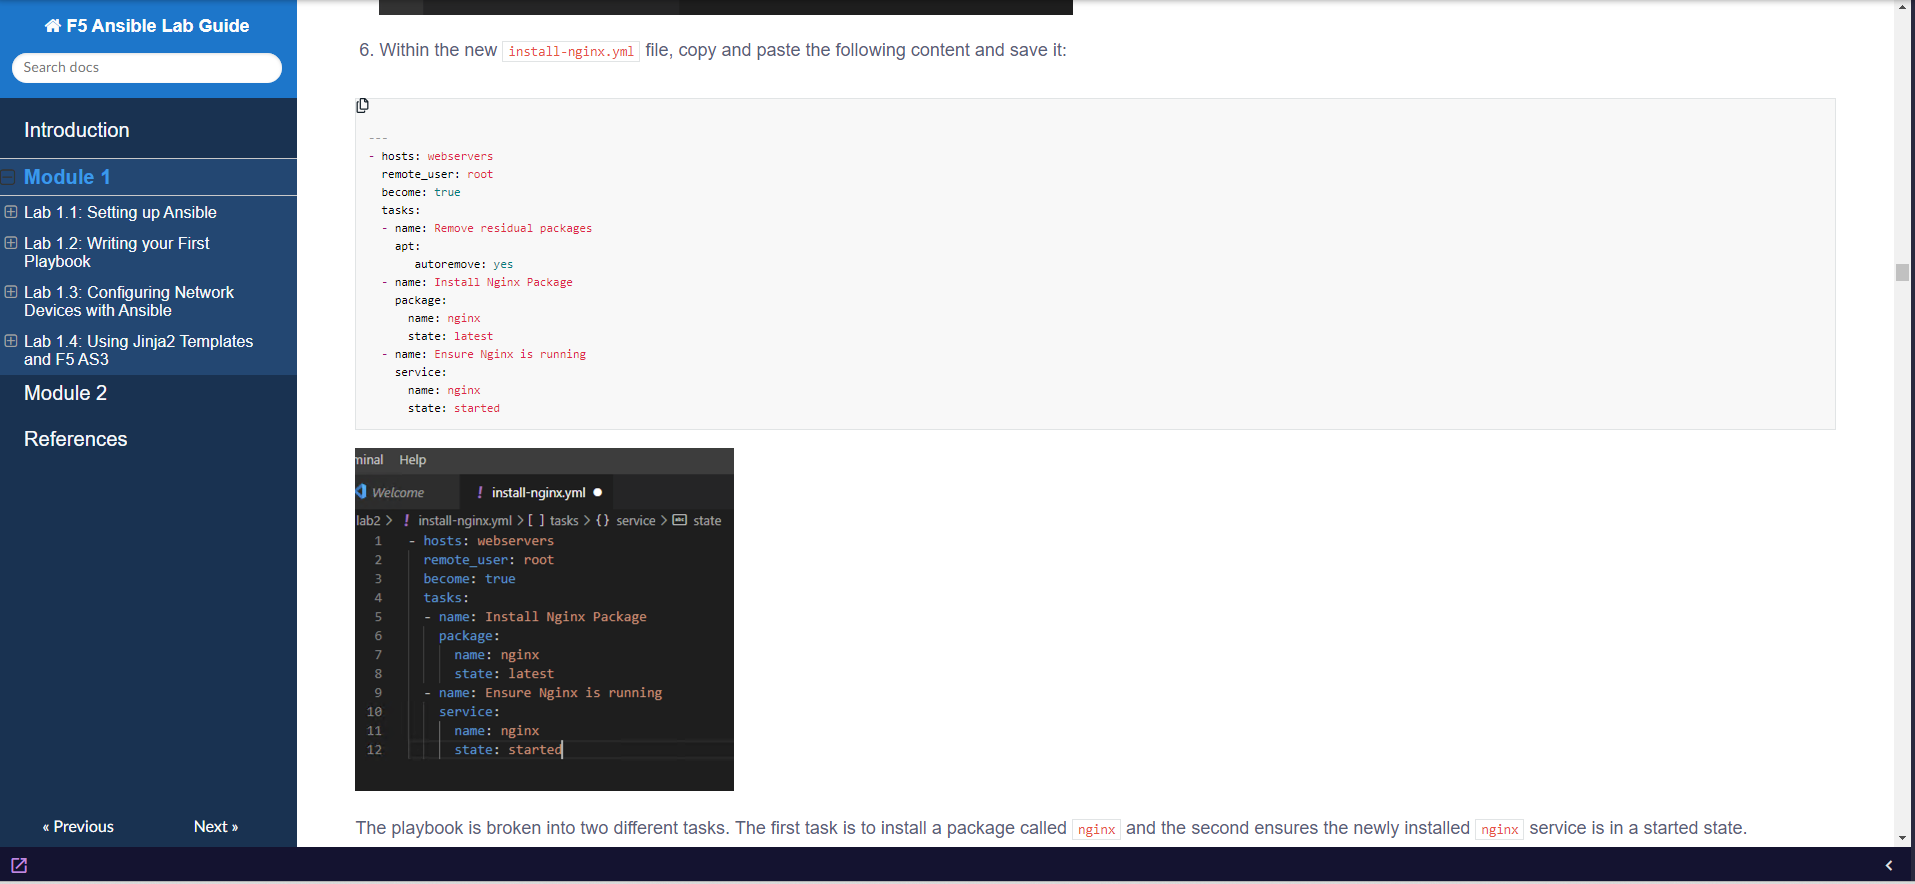 F5 Ansible Lab Guide
Search docs
Introduction
Module 1
Lab 1.1: Setting up Ansible
Lab 1.2: Writing your First
Playbook
Lab 1.3: Configuring Network
Devices with Ansible
Lab 1.4: Using Jinja2 Templates
and F5 AS3
Module 2
References
« Previous
Next »
6. Within the new install-nginx.yml file, copy and paste the following content and save it:
---
- hosts: webservers
  remote_user: root
  become: true
  tasks:
  - name: Remove residual packages
    apt:
       autoremove: yes
  - name: Install Nginx Package
    package:
      name: nginx
      state: latest
  - name: Ensure Nginx is running
    service:
      name: nginx
      state: started
minal Help
Welcome ! install-nginx.yml
lab2 > ! install-nginx.yml > [ ] tasks > {} service > abc state
1 - hosts: webservers
2   remote_user: root
3   become: true
4   tasks:
5   - name: Install Nginx Package
6     package:
7       name: nginx
8       state: latest
9   - name: Ensure Nginx is running
10     service:
11       name: nginx
12       state: started
The playbook is broken into two different tasks. The first task is to install a package called nginx and the second ensures the newly installed nginx service is in a started state.